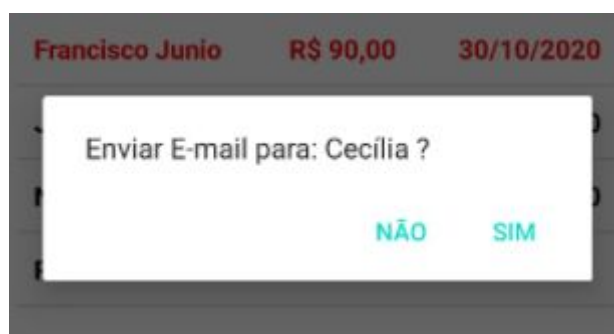 Francisco Junio R$ 90,00 30/10/2020
Enviar E-mail para: Cecília ?
NÃO SIM